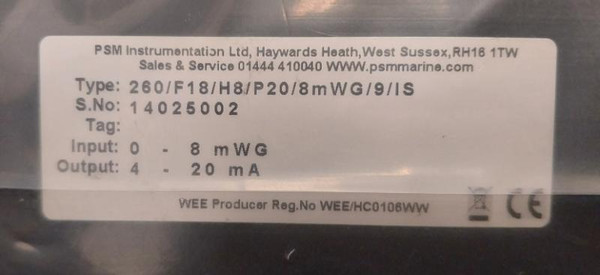 PSM Instrumentation Ltd, Haywards Heath,West Sussex,RH16 1TW
Sales & Service 01444 410040 WWW.psmmarine.com
Type: 260/F18/H8/P20/8mWG/9/IS
S.No: 14025002
Tag:
Input: 0 - 8 mWG
Output: 4 - 20 mA
WEE Producer Reg.No WEE/HC0106WW
CE